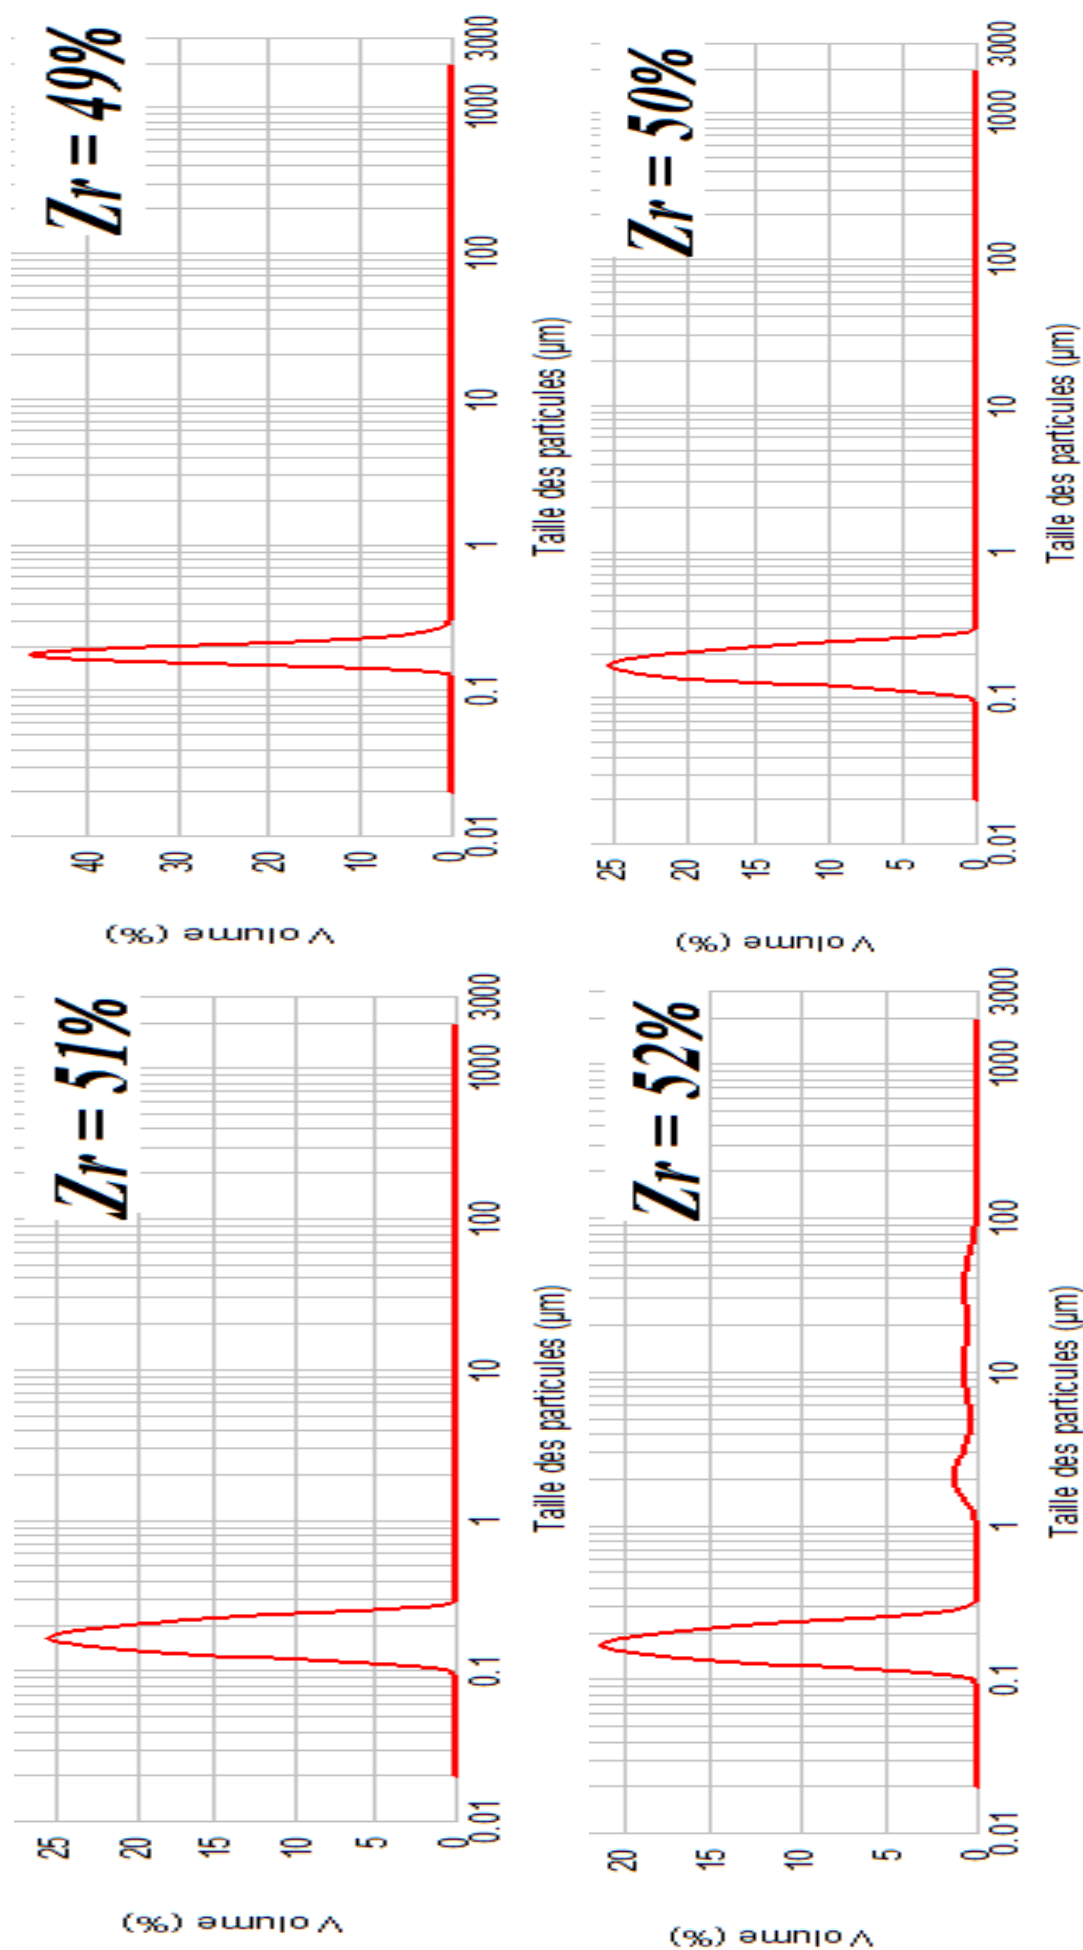 Zr = 51%
Volume (%)
25
20
15
10
5
0
0.01 0.1 1 10 100 1000 3000
Taille des particules (µm)
Zr = 49%
Volume (%)
40
30
20
10
0
0.01 0.1 1 10 100 1000 3000
Taille des particules (µm)
Zr = 52%
Volume (%)
20
15
10
5
0
0.01 0.1 1 10 100 1000 3000
Taille des particules (µm)
Zr = 50%
Volume (%)
25
20
15
10
5
0
0.01 0.1 1 10 100 1000 3000
Taille des particules (µm)